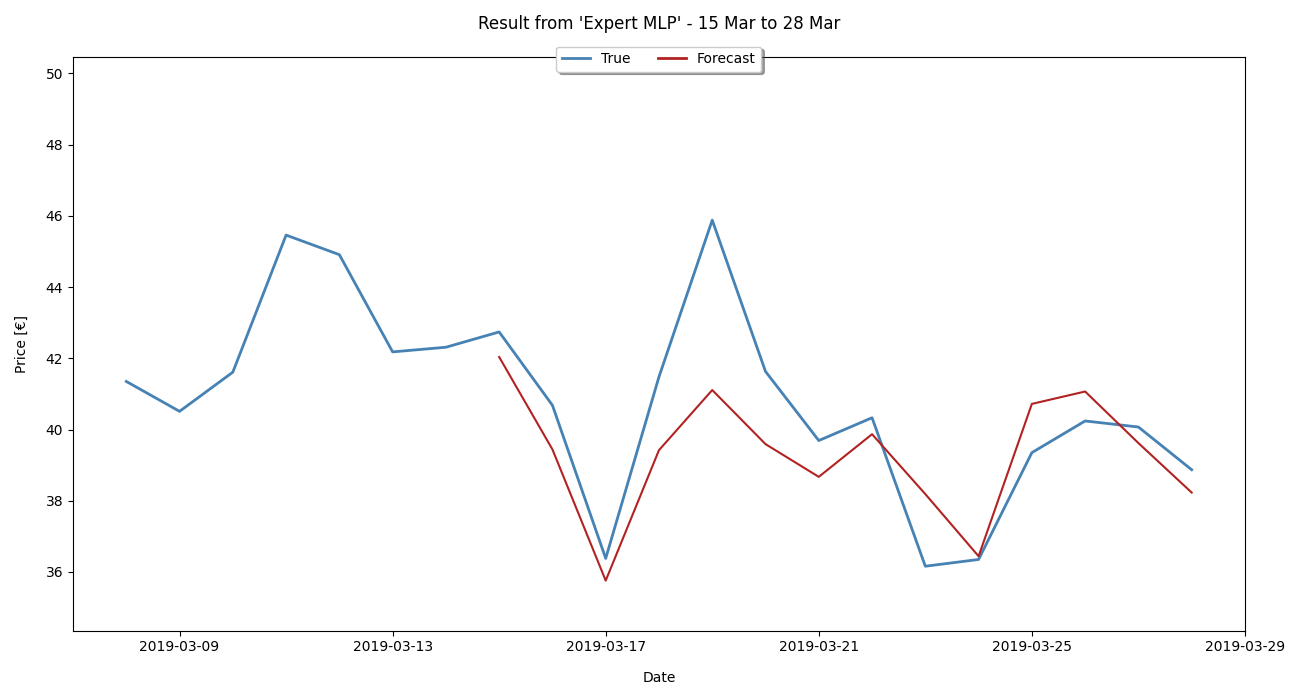 Result from 'Expert MLP' - 15 Mar to 28 Mar
True Forecast
50
48
46
44
42
40
38
36
Price [€]
2019-03-09 2019-03-13 2019-03-17 2019-03-21 2019-03-25 2019-03-29
Date